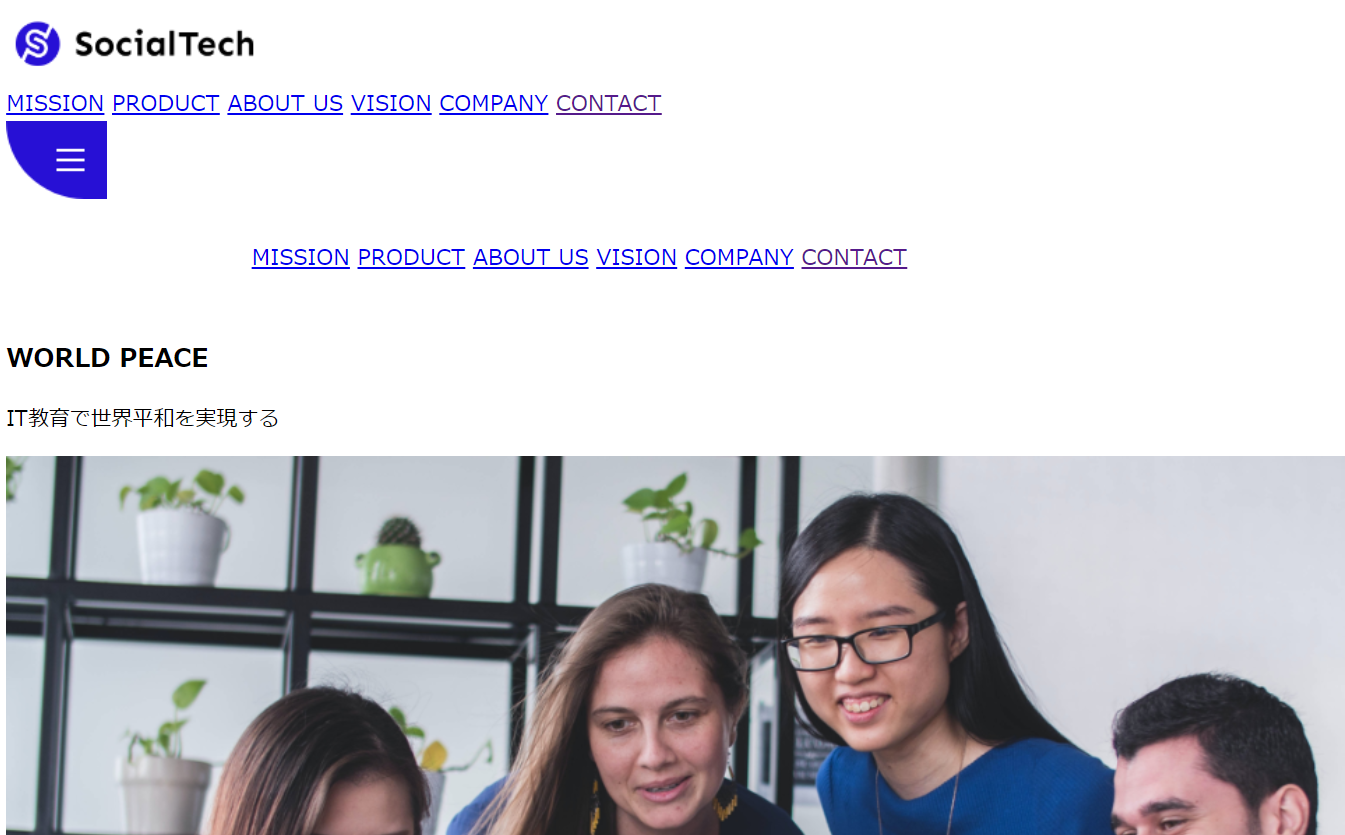 SocialTech
MISSION PRODUCT ABOUT US VISION COMPANY CONTACT
MISSION PRODUCT ABOUT US VISION COMPANY CONTACT
WORLD PEACE
IT教育で世界平和を実現する